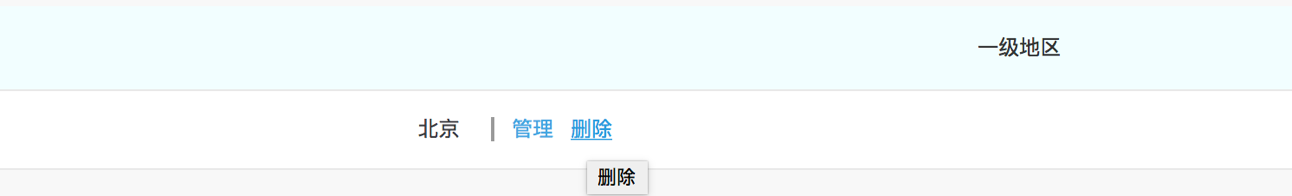 一级地区
北京 | 管理 删除
删除